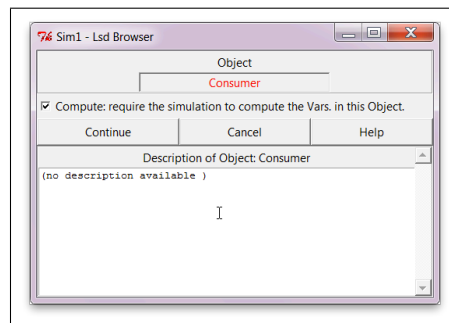 Sim1 - Lsd Browser
Object
Consumer
Compute: require the simulation to compute the Vars. in this Object.
Continue Cancel Help
Description of Object: Consumer
(no description available )